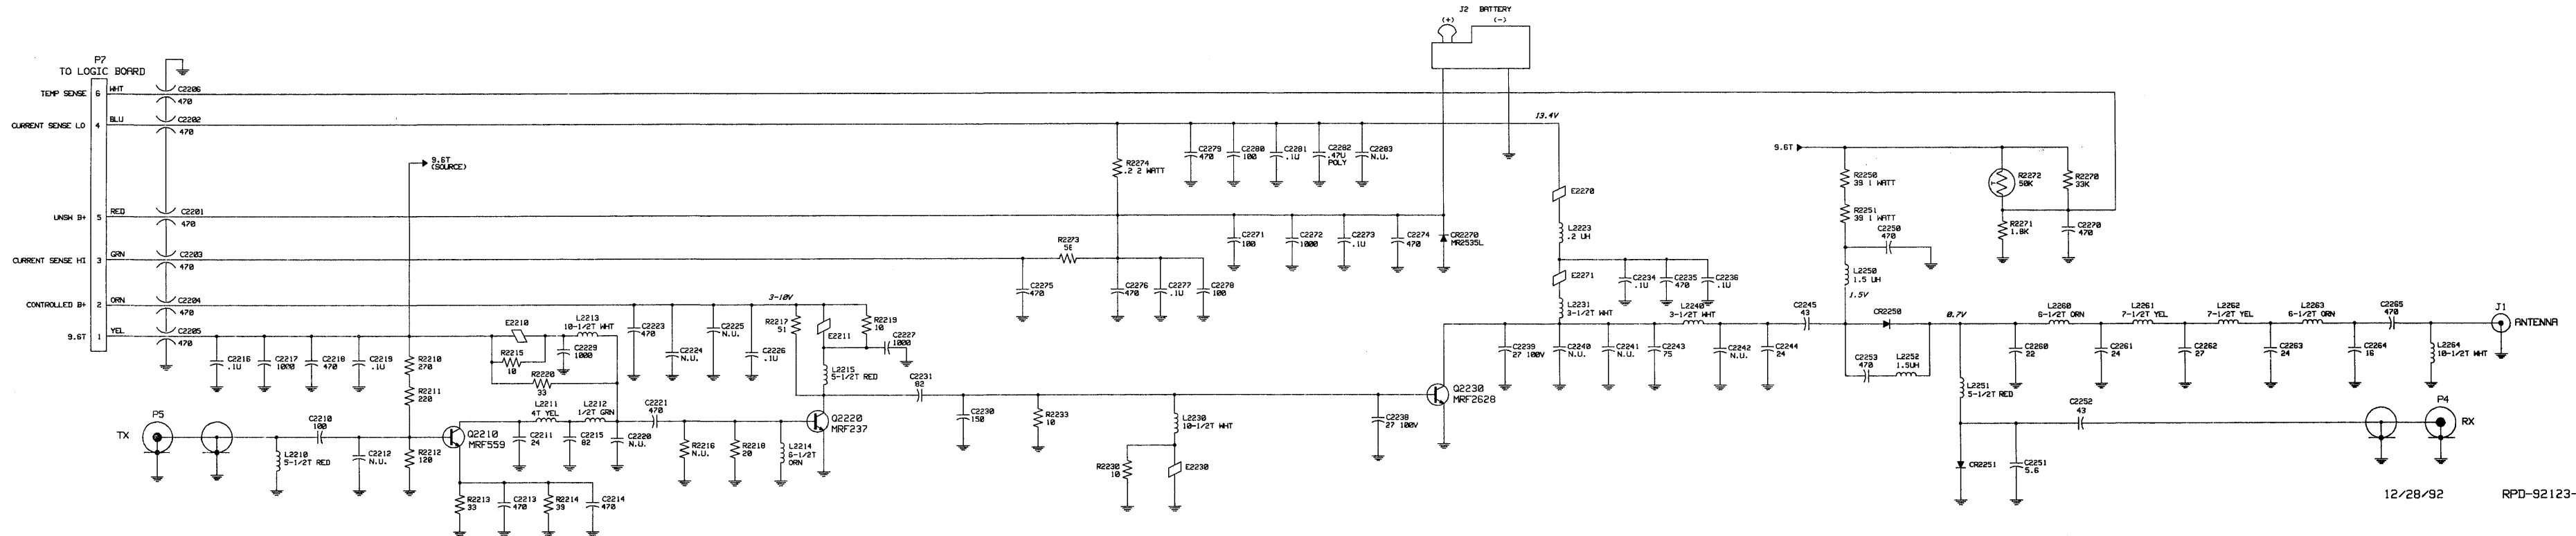 J2 BATTERY
(+) (-)
P7
TO LOGIC BOARD
TEMP SENSE 6 WHT
C2206
470
CURRENT SENSE LO 4 BLU
C2202
470
9.6T
(SOURCE)
UNSW B+ 5 RED
C2201
470
CURRENT SENSE HI 3 GRN
C2203
470
CONTROLLED B+ 2 ORN
C2204
470
9.6T 1 YEL
C2205
470
R2274
.2 2 WATT
C2279
470
C2280
100
C2281
.1U
C2282
.47U
POLY
C2283
N.U.
13.4V
E2270
L2223
.2 UH
E2271
C2234
.1U
C2235
470
C2236
.1U
L2231
3-1/2T WHT
C2271
100
C2272
1000
C2273
.1U
C2274
470
CR2270
MR2535L
R2273
C2275
470
C2276
470
C2277
.1U
C2278
100
9.6T
R2250
39 1 WATT
R2251
39 1 WATT
C2250
470
L2250
1.5 UH
1.5V
R2272
50K
R2270
33K
R2271
1.8K
C2270
470
C2216
.1U
C2217
1000
C2218
470
C2219
.1U
R2210
270
R2211
220
R2212
120
E2210
R2215
10
L2213
10-1/2T WHT
C2229
1000
R2220
33
C2223
470
C2224
N.U.
C2225
N.U.
C2226
.1U
3-10V
R2217
51
E2211
R2219
10
C2227
1000
L2215
5-1/2T RED
C2231
82
P5
TX
L2210
5-1/2T RED
C2210
100
C2212
N.U.
Q2210
MRF559
L2211
4T YEL
L2212
1/2T GRN
C2211
24
C2215
82
C2220
N.U.
C2221
470
R2216
N.U.
R2218
20
L2214
6-1/2T
ORN
Q2220
MRF237
R2213
33
C2213
470
R2214
39
C2214
470
C2230
150
R2233
10
L2230
10-1/2T WHT
R2230
10
E2230
C2238
27 100V
Q2230
MRF2628
C2239
27 100V
C2240
N.U.
C2241
N.U.
C2243
75
L2240
3-1/2T WHT
C2242
N.U.
C2244
24
C2245
43
CR2250
C2253
470
L2252
1.5UH
0.7V
L2251
5-1/2T RED
C2260
22
L2260
6-1/2T ORN
C2261
24
L2261
7-1/2T YEL
C2262
27
L2262
7-1/2T YEL
C2263
24
L2263
6-1/2T ORN
C2264
16
C2265
470
L2264
10-1/2T WHT
J1
ANTENNA
CR2251
C2251
5.6
C2252
43
P4
RX
12/28/92 RPD-92123-